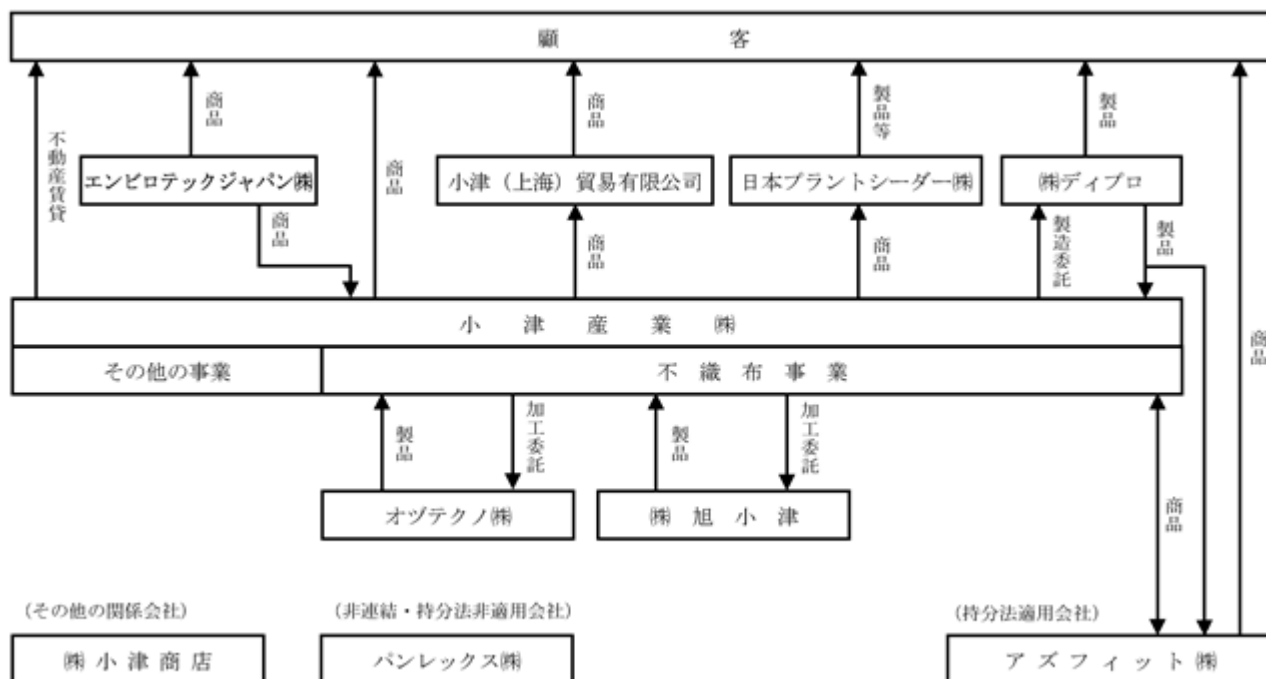 顧客
商品
商品
商品
製品等
製品
不動産賃貸
商品
エンビロテックジャパン㈱
小津（上海）貿易有限公司
日本プラントシーダー㈱
㈱ディプロ
商品
商品
商品
製造委託
製品
小津産業㈱
商品
その他の事業
不織布事業
製品
加工委託
製品
加工委託
オヅテクノ㈱
㈱旭小津
商品
（その他の関係会社）
（非連結・持分法非適用会社）
（持分法適用会社）
㈱小津商店
パンレックス㈱
アズフィット㈱